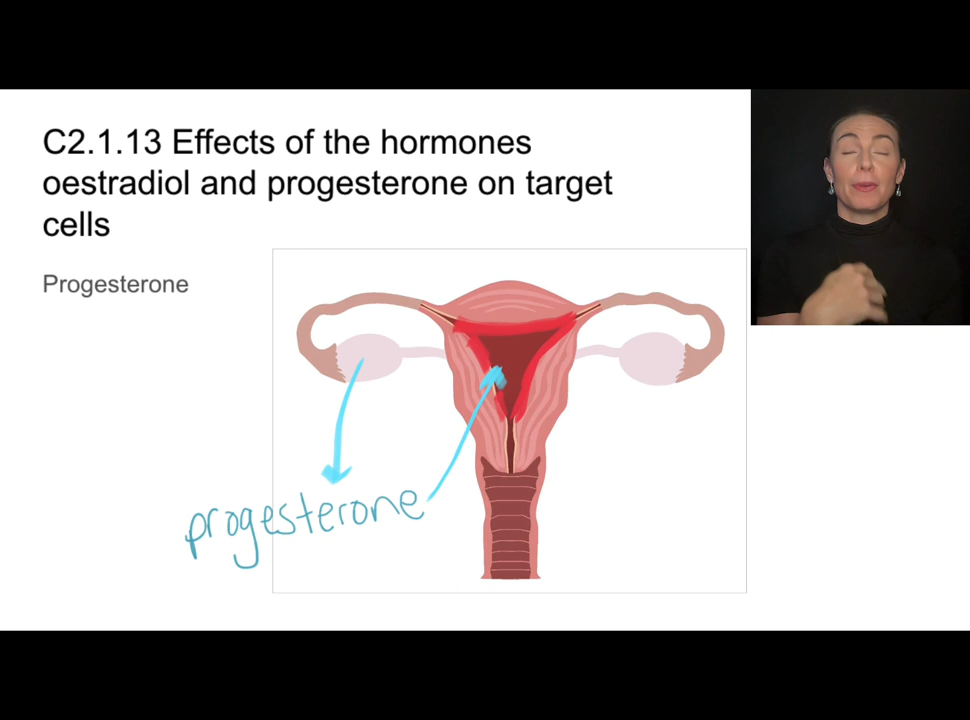 C2.1.13 Effects of the hormones
oestradiol and progesterone on target
cells
Progesterone
progesterone